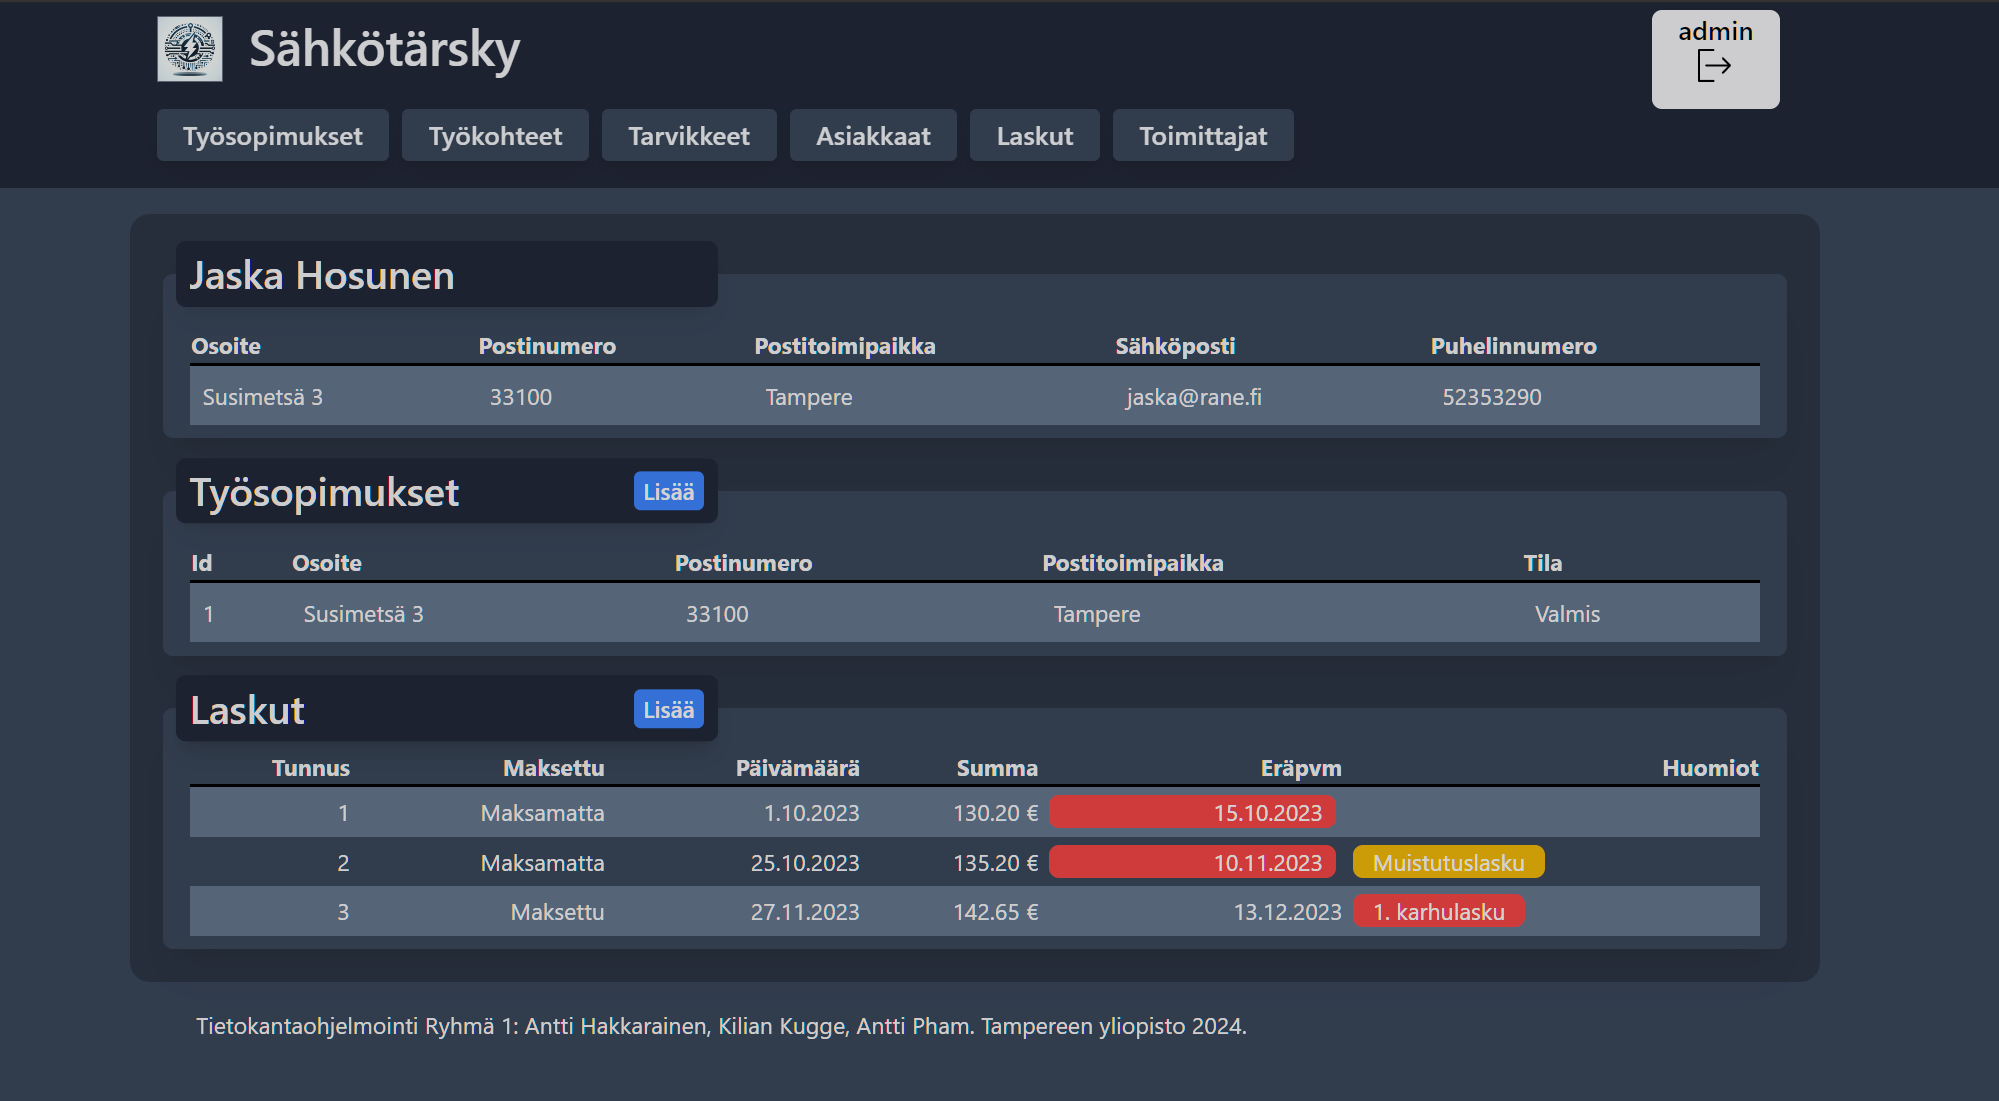 Sähkötärsky
admin
Työsopimukset Työkohteet Tarvikkeet Asiakkaat Laskut Toimittajat
Jaska Hosunen
Osoite Postinumero Postitoimipaikka Sähköposti Puhelinnumero
Susimetsä 3 33100 Tampere jaska@rane.fi 52353290
Työsopimukset Lisää
Id Osoite Postinumero Postitoimipaikka Tila
1 Susimetsä 3 33100 Tampere Valmis
Laskut Lisää
Tunnus Maksettu Päivämäärä Summa Eräpvm Huomiot
1 Maksamatta 1.10.2023 130.20 € 15.10.2023
2 Maksamatta 25.10.2023 135.20 € 10.11.2023 Muistutuslasku
3 Maksettu 27.11.2023 142.65 € 13.12.2023 1. karhulasku
Tietokantaohjelmointi Ryhmä 1: Antti Hakkarainen, Kilian Kugge, Antti Pham. Tampereen yliopisto 2024.